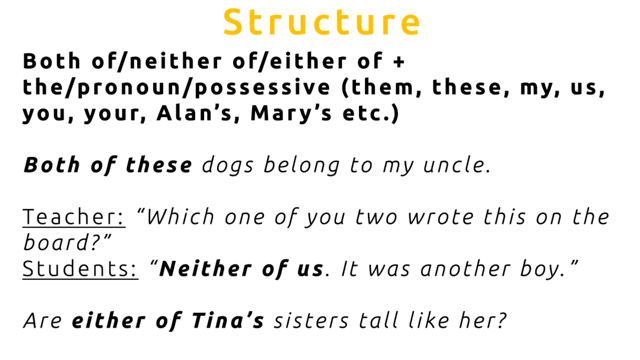 Structure
Both of/neither of/either of +
the/pronoun/possessive (them, these, my, us,
you, your, Alan’s, Mary’s etc.)
Both of these dogs belong to my uncle.
Teacher: “Which one of you two wrote this on the
board?”
Students: “Neither of us. It was another boy.”
Are either of Tina’s sisters tall like her?